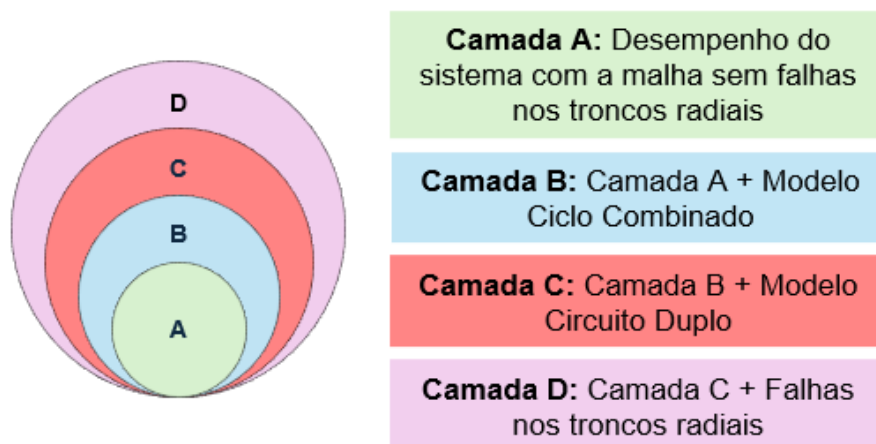 D
C
B
A
Camada A: Desempenho do
sistema com a malha sem falhas
nos troncos radiais
Camada B: Camada A + Modelo
Ciclo Combinado
Camada C: Camada B + Modelo
Circuito Duplo
Camada D: Camada C + Falhas
nos troncos radiais